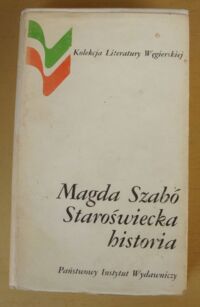 Kolekcja Literatury Węgierskiej
Magda Szabó
Staroświecka
historia
Państwowy Instytut Wydawniczy